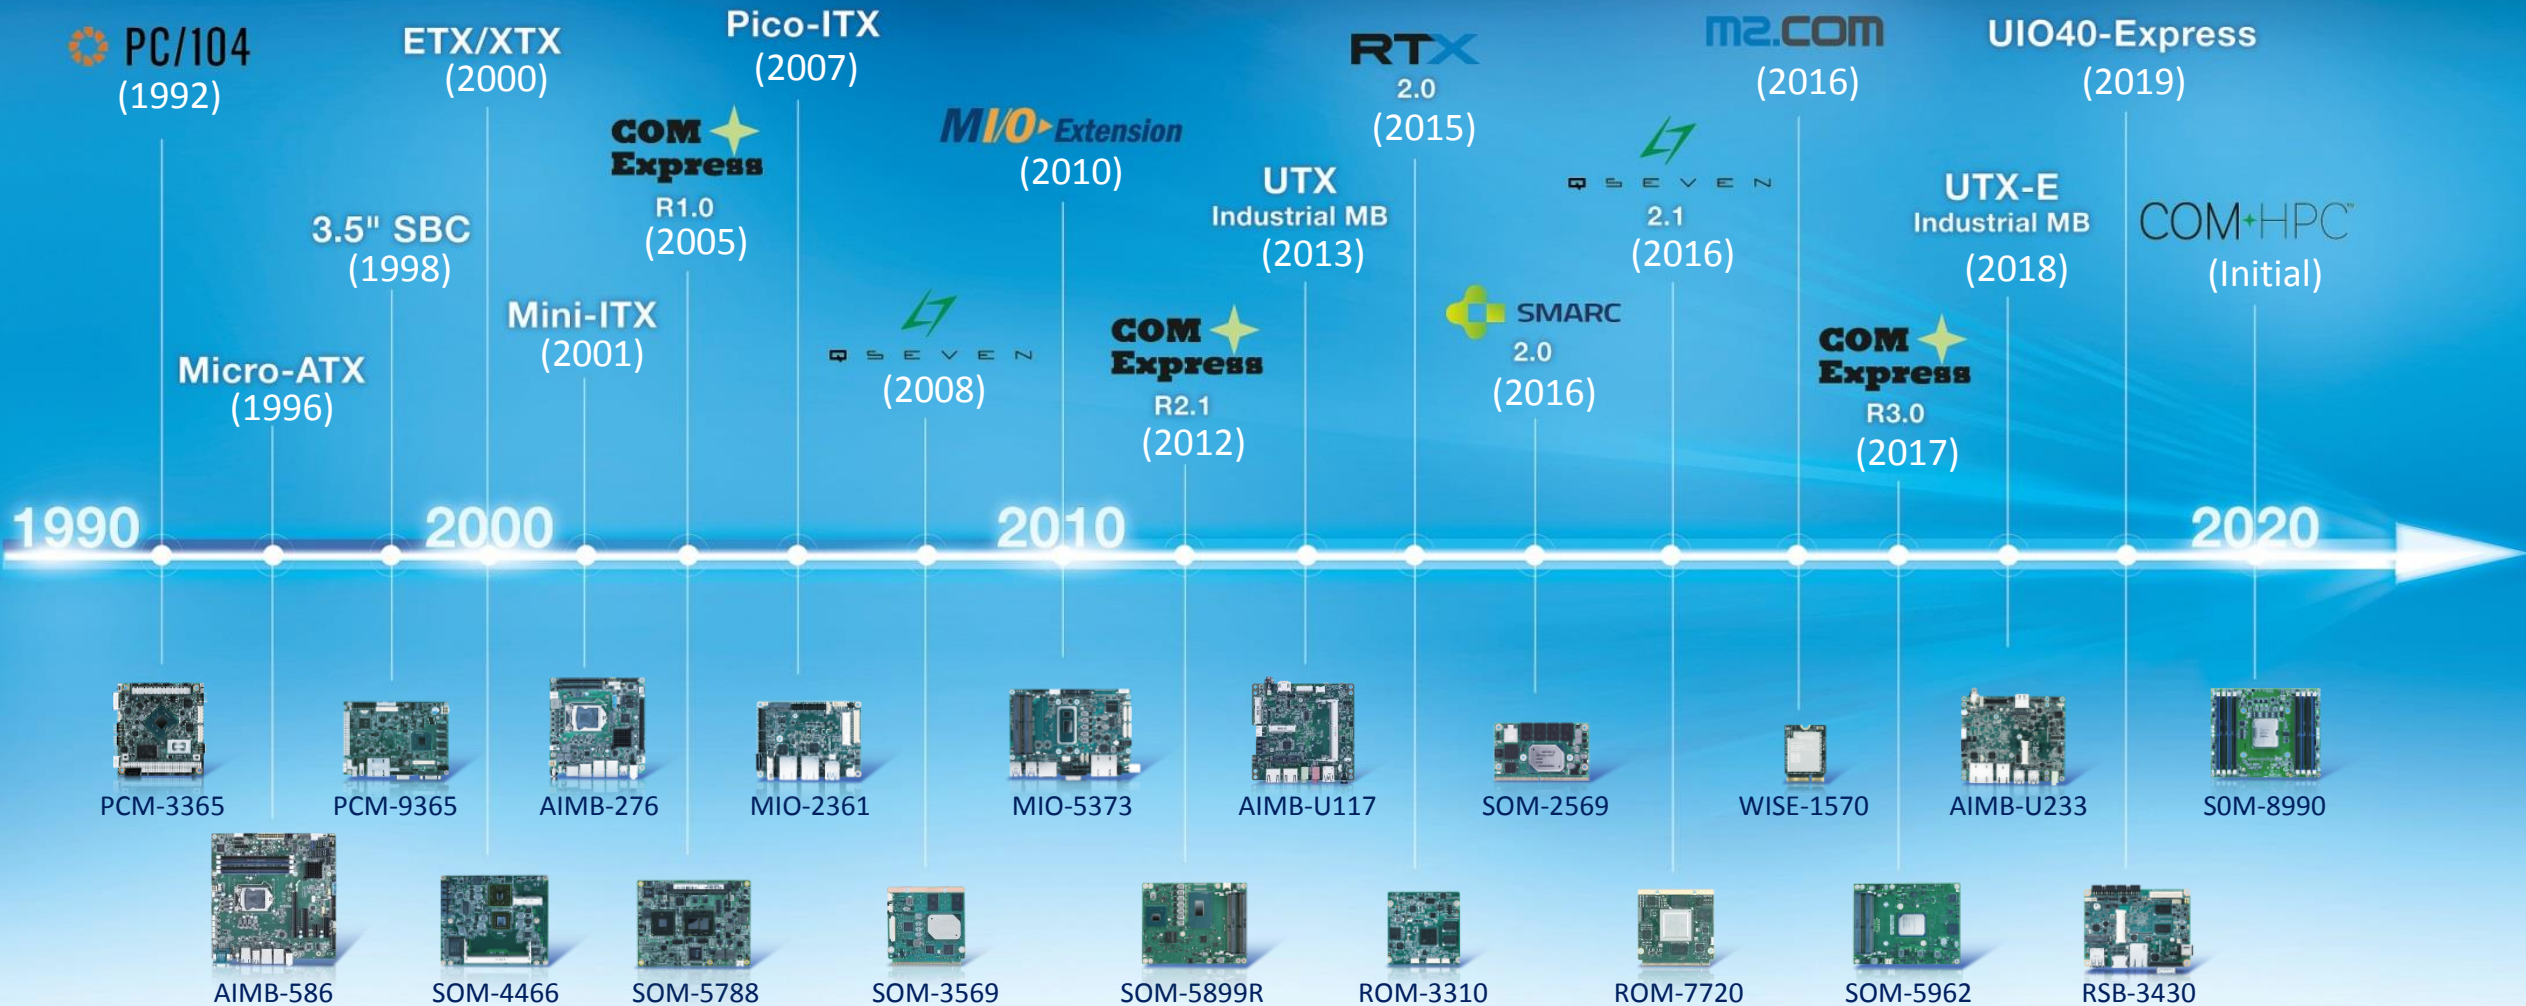 PC/104
(1992)
Micro-ATX
(1996)
3.5" SBC
(1998)
ETX/XTX
(2000)
Mini-ITX
(2001)
COM
Express
R1.0
(2005)
Pico-ITX
(2007)
QSEVEN
(2008)
MI/O Extension
(2010)
COM
Express
R2.1
(2012)
UTX
Industrial MB
(2013)
RTX
2.0
(2015)
SMARC
2.0
(2016)
QSEVEN
2.1
(2016)
m2.COM
(2016)
COM
Express
R3.0
(2017)
UTX-E
Industrial MB
(2018)
UIO40-Express
(2019)
COM+HPC™
(Initial)
1990
2000
2010
2020
PCM-3365
PCM-9365
AIMB-276
MIO-2361
MIO-5373
AIMB-U117
SOM-2569
WISE-1570
AIMB-U233
S0M-8990
AIMB-586
SOM-4466
SOM-5788
SOM-3569
SOM-5899R
ROM-3310
ROM-7720
SOM-5962
RSB-3430